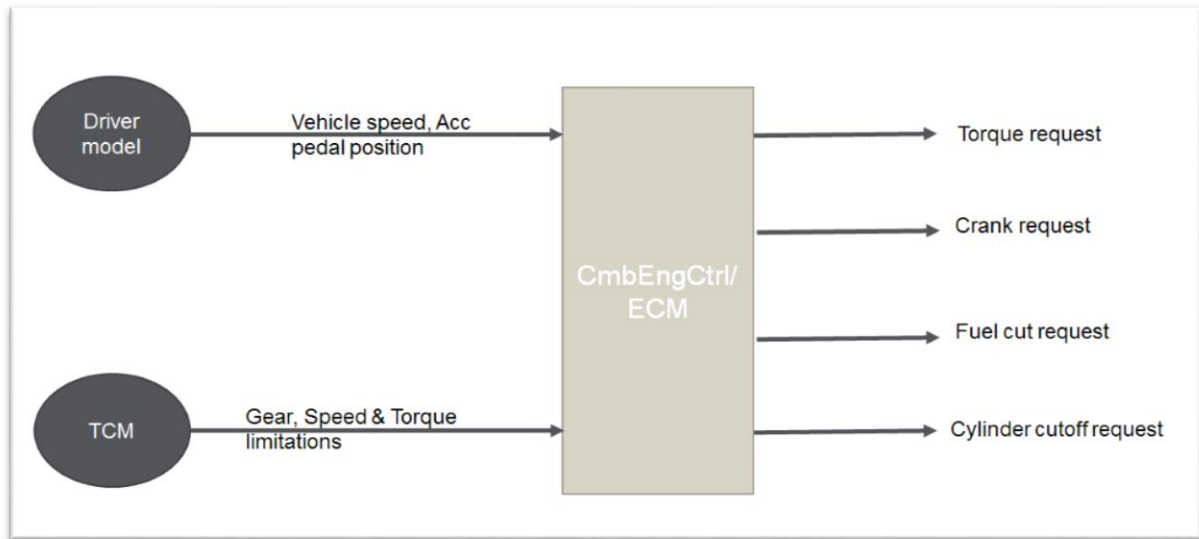 Driver
model
Vehicle speed, Acc
pedal position
Torque request
Crank request
CmbEngCtrl/
ECM
Fuel cut request
TCM
Gear, Speed & Torque
limitations
Cylinder cutoff request